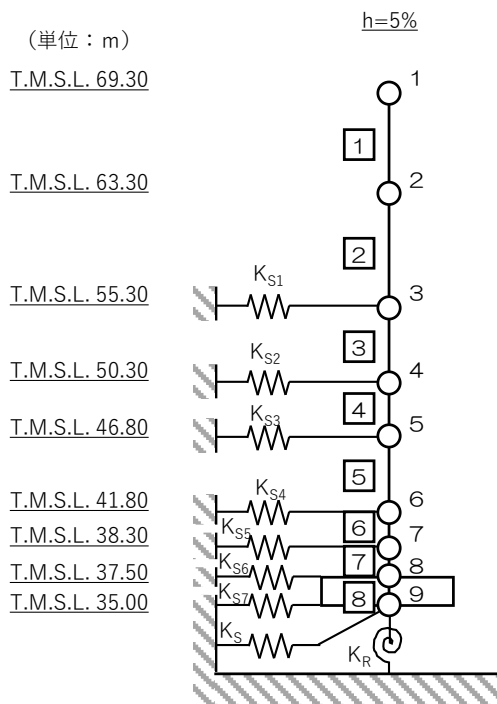 h=5%
（単位：m）
T.M.S.L. 69.30
1
1
T.M.S.L. 63.30
2
2
K_S1
T.M.S.L. 55.30
3
3
K_S2
T.M.S.L. 50.30
4
4
K_S3
T.M.S.L. 46.80
5
5
K_S4
T.M.S.L. 41.80
6
K_S5
6
T.M.S.L. 38.30
7
K_S6
7
T.M.S.L. 37.50
8
K_S7
8
T.M.S.L. 35.00
9
K_S
K_R